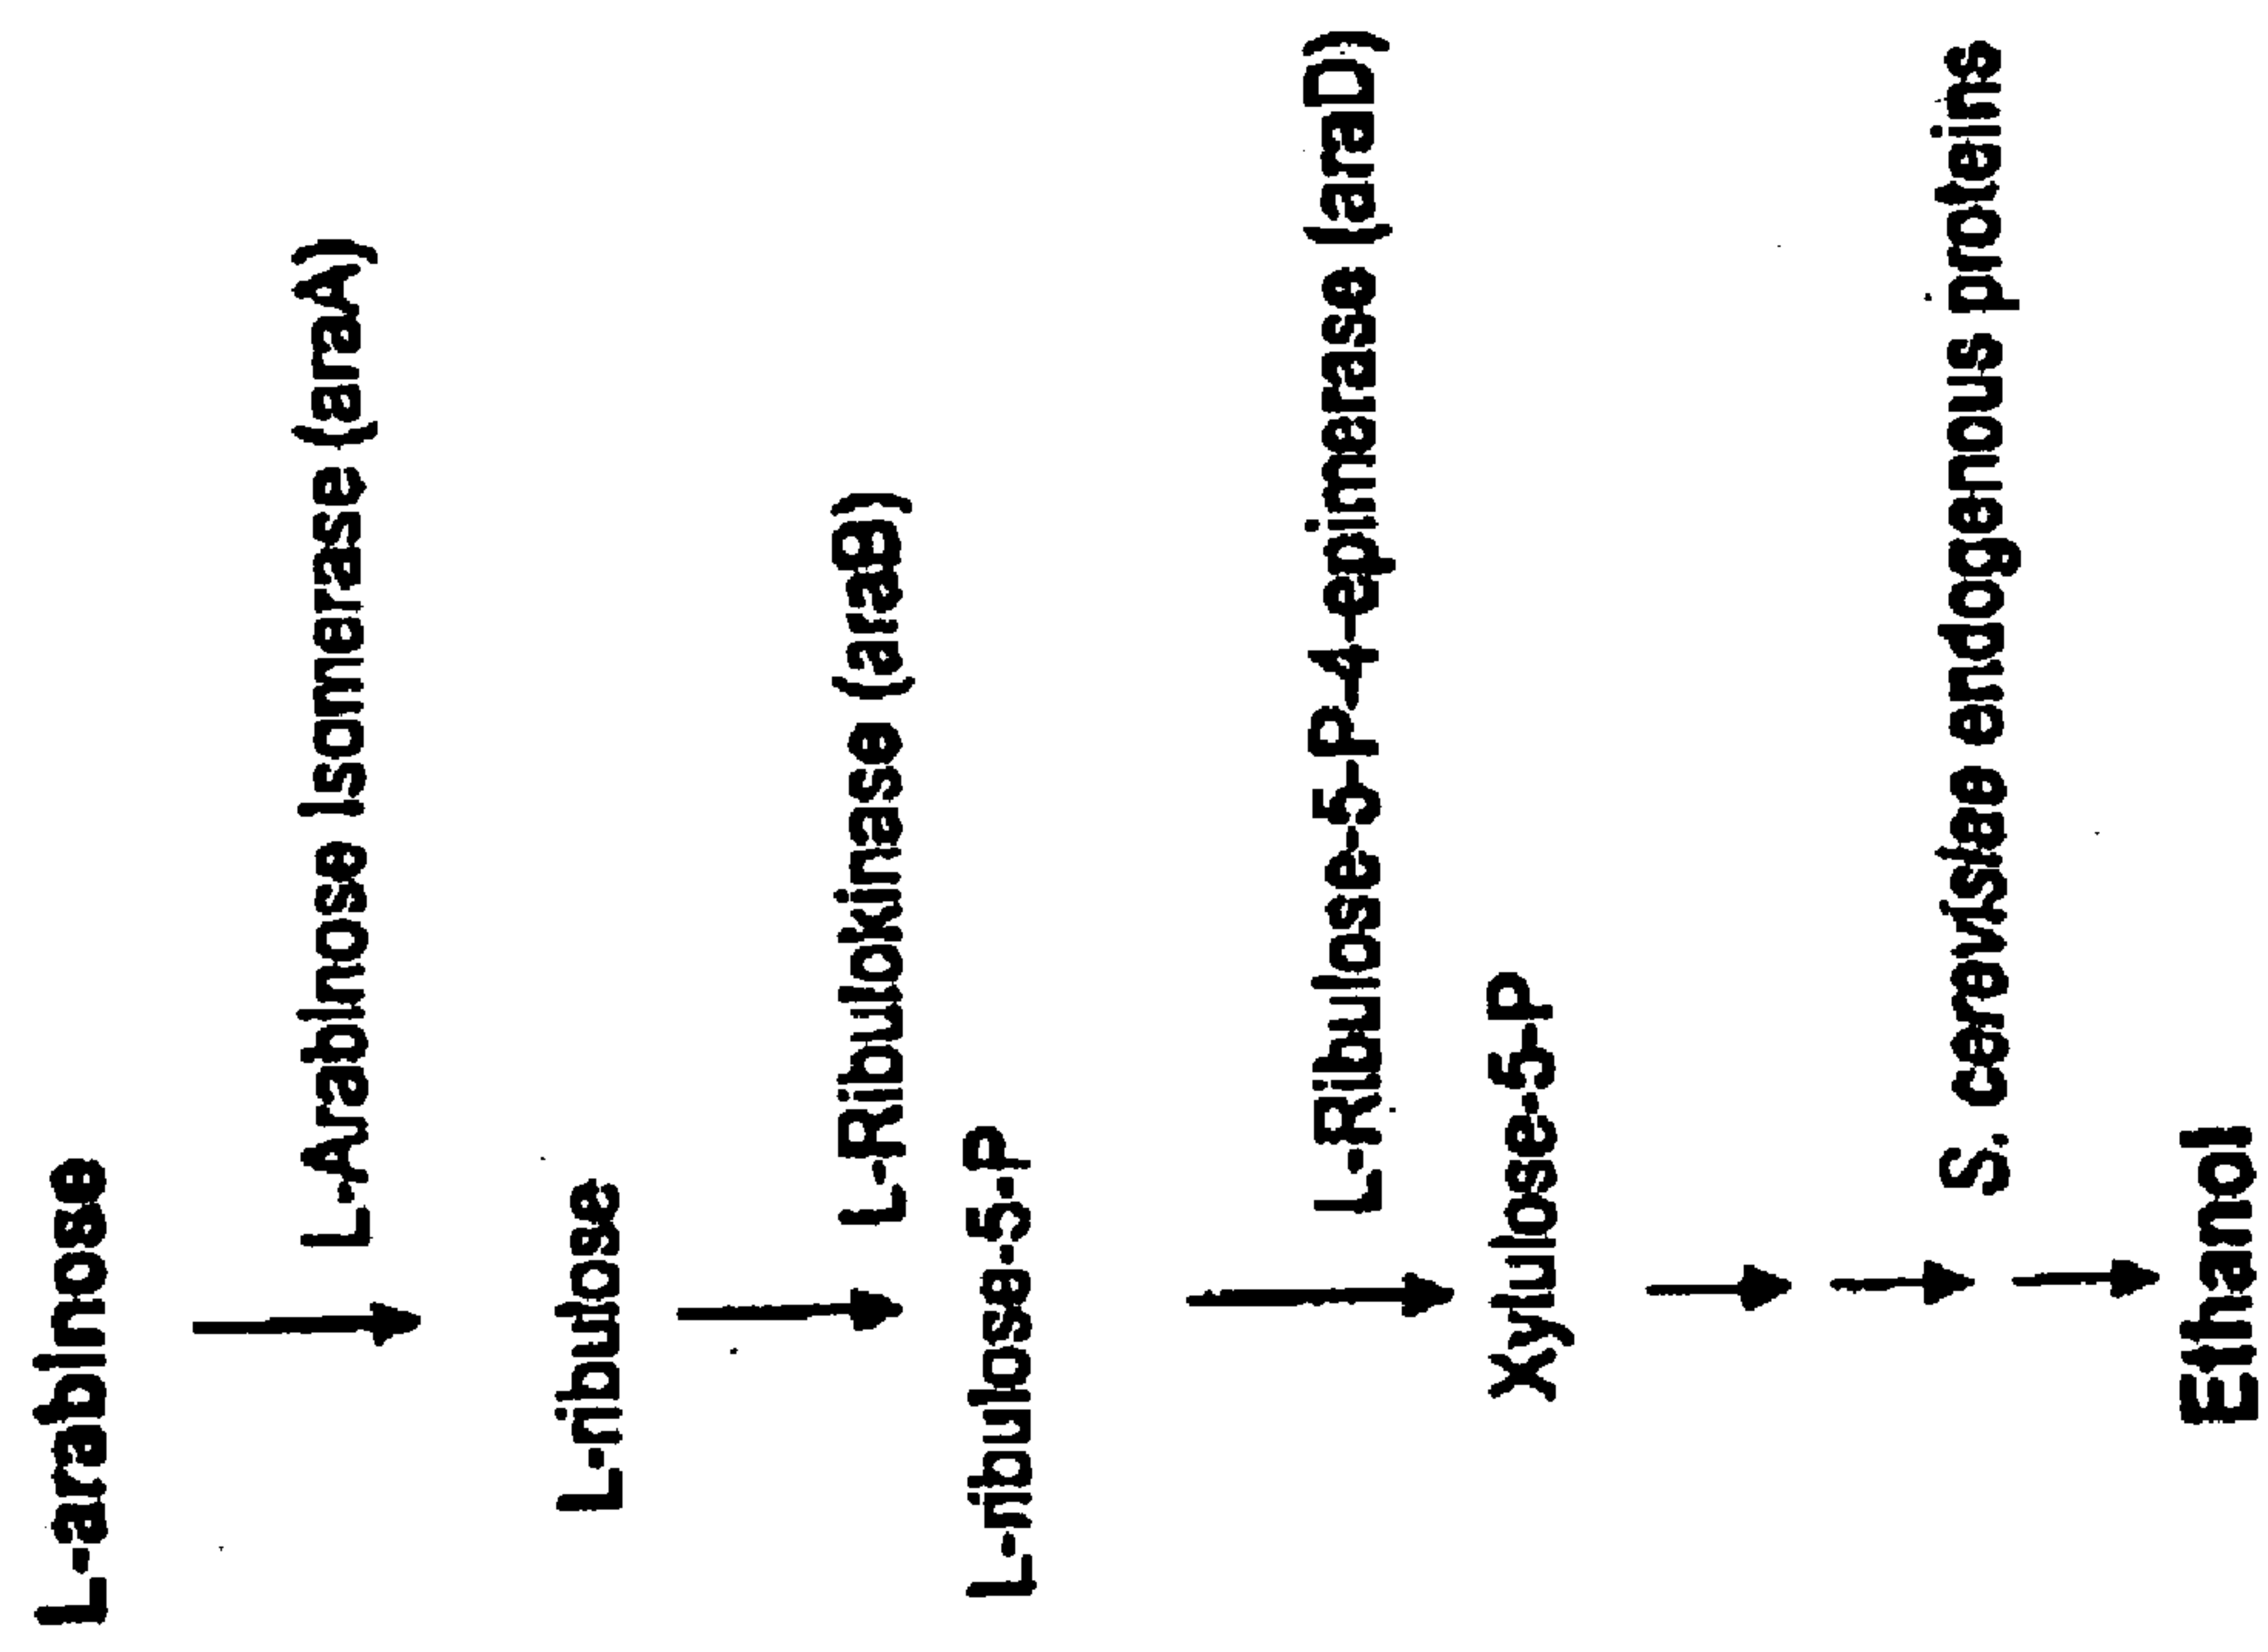 L-arabinose
L-Arabinose Isomerase (araA)
L-ribulose
L-Ribulokinase (araB)
L-ribulose-5-P
L-Ribulose-5-P-4-epimerase (araD)
Xylulose-5-P
S. cerevisiae endogenous proteins
Ethanol